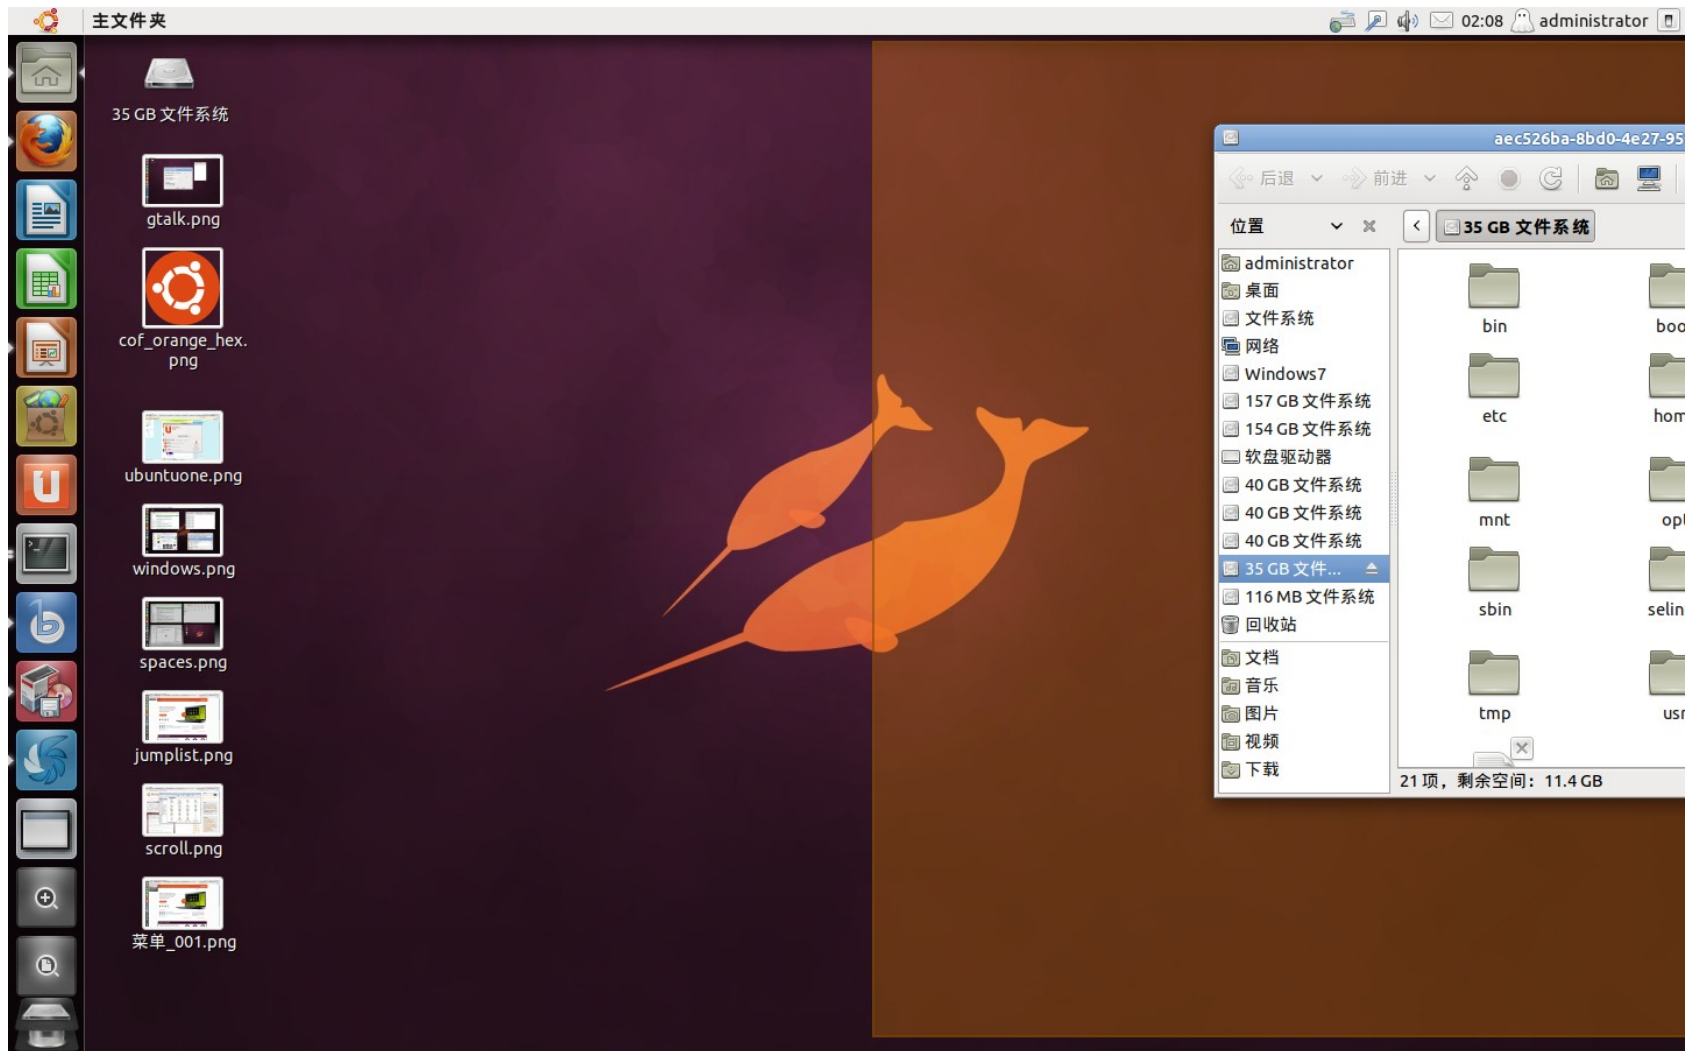 主文件夹
02:08
administrator
35 GB 文件系统
gtalk.png
cof_orange_hex.
png
ubuntuone.png
windows.png
spaces.png
jumplist.png
scroll.png
菜单_001.png
aec526ba-8bd0-4e27-95
后退
前进
位置
35 GB 文件系统
administrator
桌面
文件系统
网络
Windows7
157 GB 文件系统
154 GB 文件系统
软盘驱动器
40 GB 文件系统
40 GB 文件系统
40 GB 文件系统
35 GB 文件...
116 MB 文件系统
回收站
文档
音乐
图片
视频
下载
bin
boo
etc
hom
mnt
opt
sbin
selin
tmp
usr
21 项，剩余空间：11.4 GB